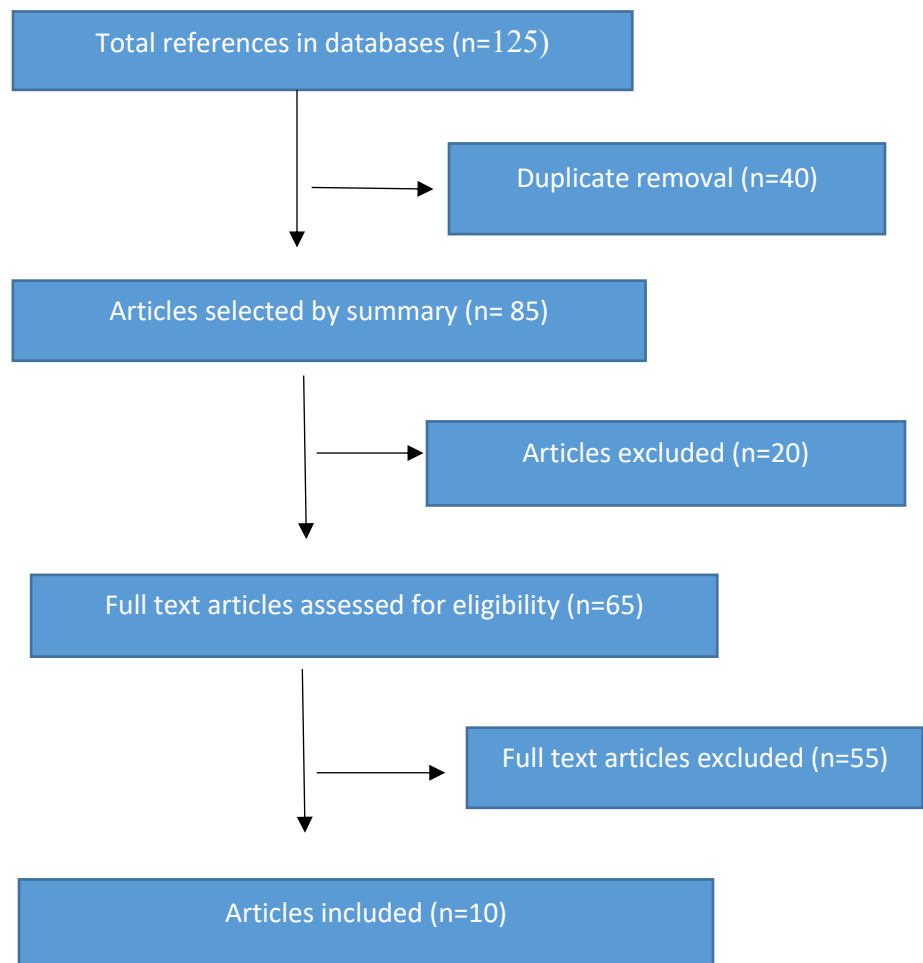 Total references in databases (n=125)
Duplicate removal (n=40)
Articles selected by summary (n= 85)
Articles excluded (n=20)
Full text articles assessed for eligibility (n=65)
Full text articles excluded (n=55)
Articles included (n=10)